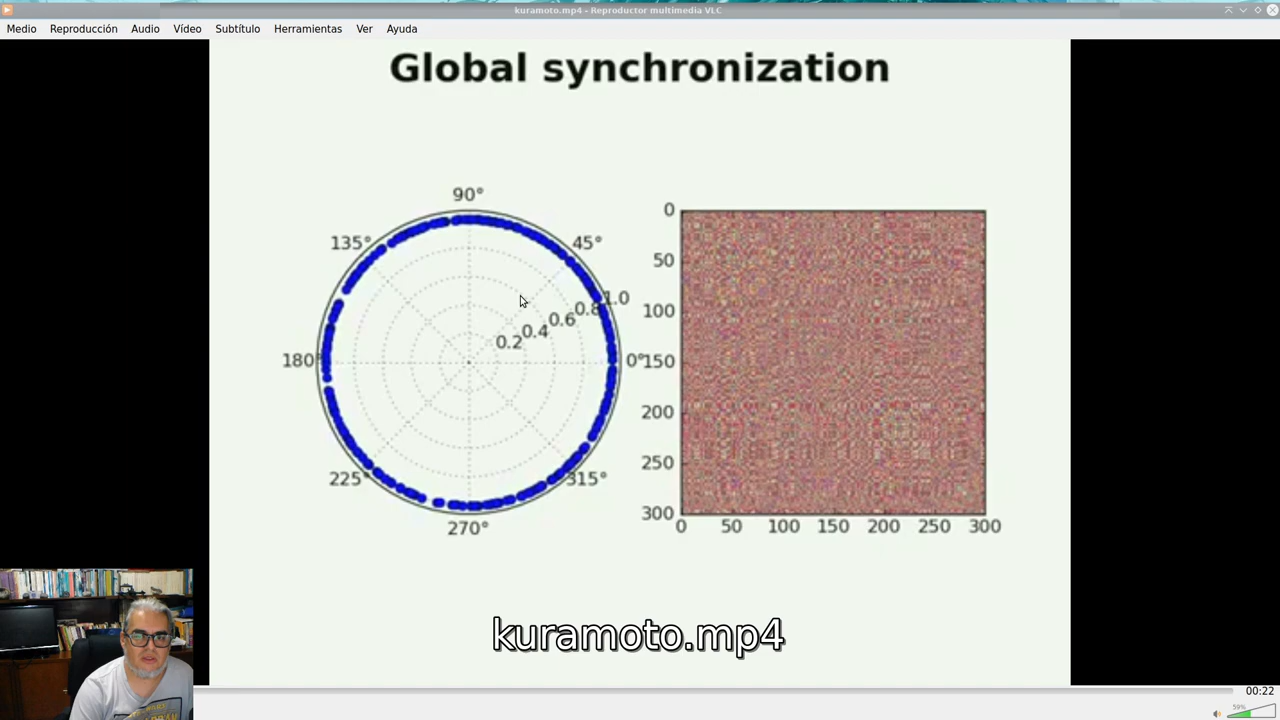 kuramoto.mp4 - Reproductor multimedia VLC
Medio Reproducción Audio Vídeo Subtítulo Herramientas Ver Ayuda
Global synchronization
90°
135° 45°
180° 0°
225° 315°
270°
0.2 0.4 0.6 0.8 1.0
0
50
100
150
200
250
300
0 50 100 150 200 250 300
kuramoto.mp4
00:22
59%